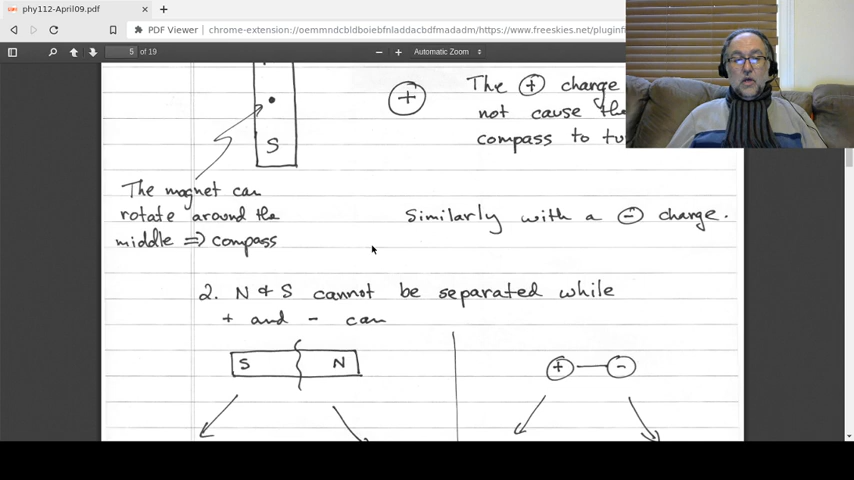 phy112-April09.pdf
PDF Viewer
chrome-extension://oemmndcbldboiebfnladdacbdfmadadm/https://www.freeskies.net/pluginfi
5 of 19
Automatic Zoom
The + charge
not cause the
compass to tu
S
The magnet can
rotate around the
middle => compass
Similarly with a - charge.
2. N & S cannot be separated while
+ and - can
S N
+ -